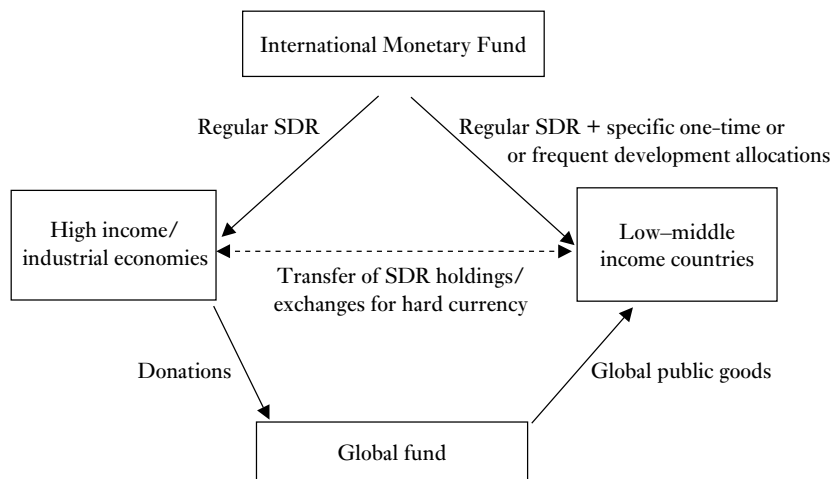 International Monetary Fund
Regular SDR
Regular SDR + specific one-time or
or frequent development allocations
High income/
industrial economies
Low–middle
income countries
Transfer of SDR holdings/
exchanges for hard currency
Donations
Global public goods
Global fund